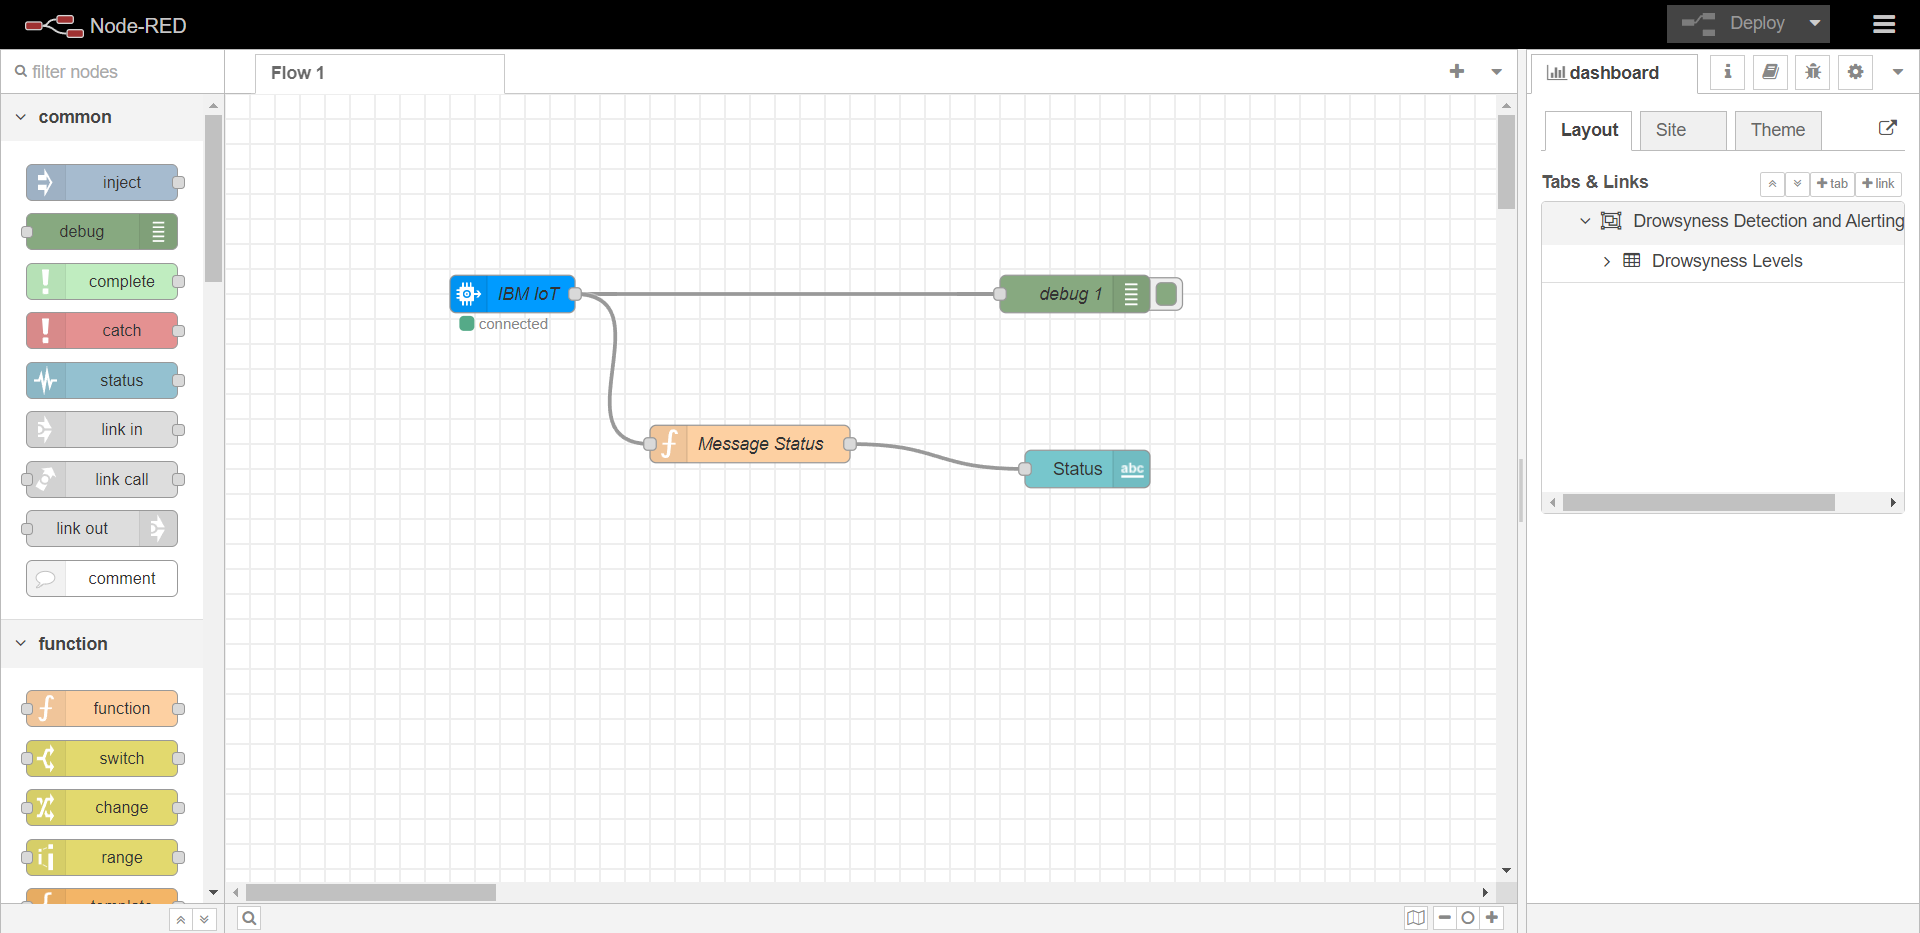 Node-RED
Deploy
filter nodes
Flow 1
dashboard
i
common
inject
debug
complete
catch
status
link in
link call
link out
comment
function
function
switch
change
range
template
IBM IoT
connected
debug 1
Message Status
Status
abc
Layout
Site
Theme
Tabs & Links
tab
link
Drowsyness Detection and Alerting
Drowsyness Levels